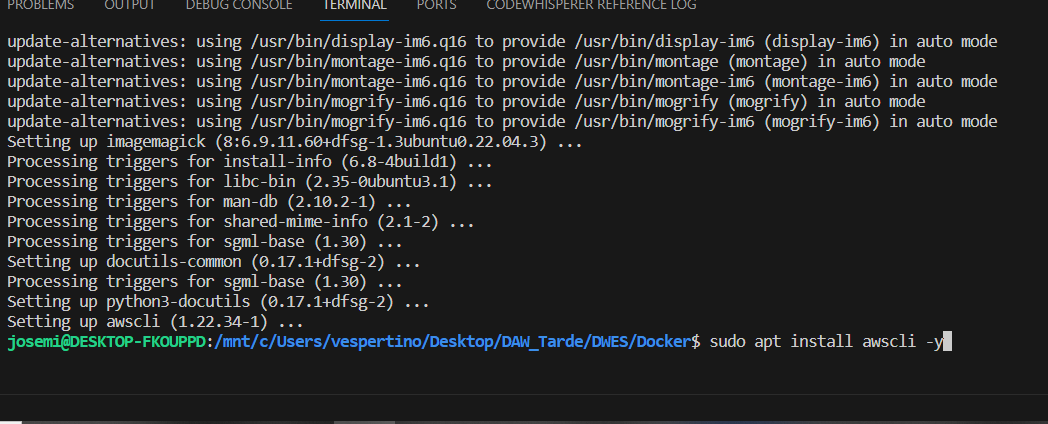 PROBLEMS OUTPUT DEBUG CONSOLE TERMINAL PORTS CODEWHISPERER REFERENCE LOG
update-alternatives: using /usr/bin/display-im6.q16 to provide /usr/bin/display-im6 (display-im6) in auto mode
update-alternatives: using /usr/bin/montage-im6.q16 to provide /usr/bin/montage (montage) in auto mode
update-alternatives: using /usr/bin/montage-im6.q16 to provide /usr/bin/montage-im6 (montage-im6) in auto mode
update-alternatives: using /usr/bin/mogrify-im6.q16 to provide /usr/bin/mogrify (mogrify) in auto mode
update-alternatives: using /usr/bin/mogrify-im6.q16 to provide /usr/bin/mogrify-im6 (mogrify-im6) in auto mode
Setting up imagemagick (8:6.9.11.60+dfsg-1.3ubuntu0.22.04.3) ...
Processing triggers for install-info (6.8-4build1) ...
Processing triggers for libc-bin (2.35-0ubuntu3.1) ...
Processing triggers for man-db (2.10.2-1) ...
Processing triggers for shared-mime-info (2.1-2) ...
Processing triggers for sgml-base (1.30) ...
Setting up docutils-common (0.17.1+dfsg-2) ...
Processing triggers for sgml-base (1.30) ...
Setting up python3-docutils (0.17.1+dfsg-2) ...
Setting up awscli (1.22.34-1) ...
josemi@DESKTOP-FKOUPPD:/mnt/c/Users/vespertino/Desktop/DAW_Tarde/DWES/Docker$ sudo apt install awscli -y